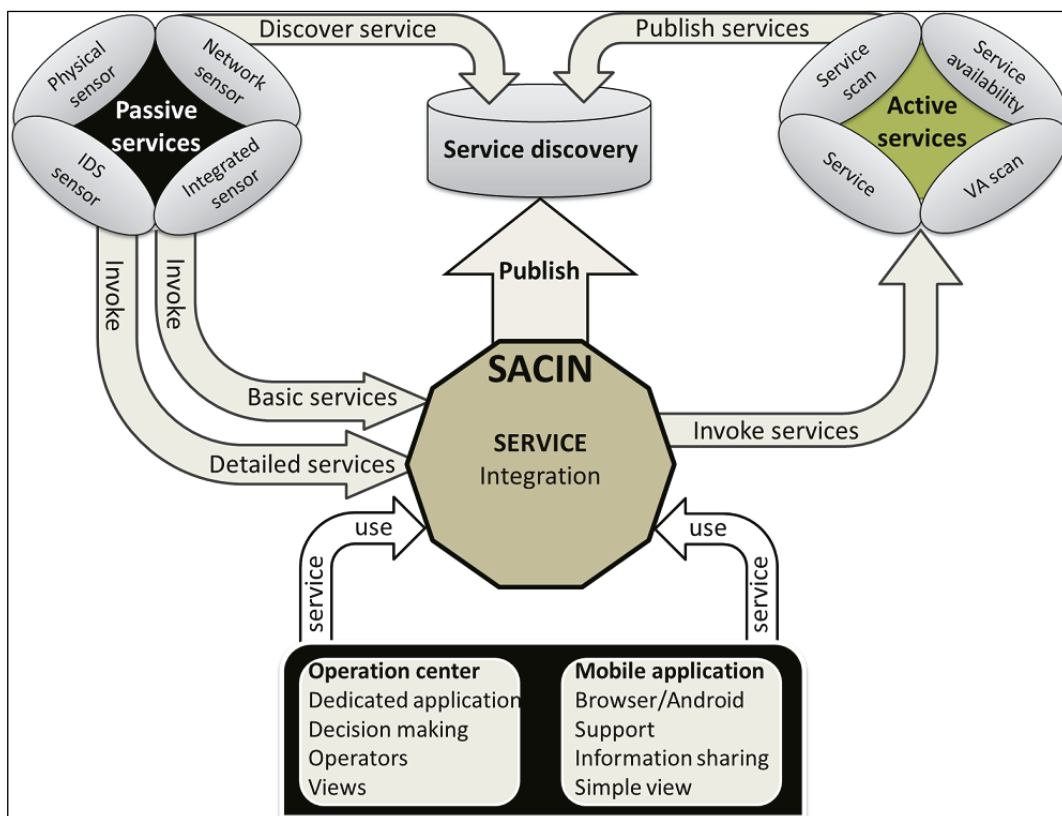 Discover service
Publish services
Physical
sensor
Network
sensor
Passive
services
IDS
sensor
Integrated
sensor
Service discovery
Service
scan
Service
availability
Active
services
Service
VA scan
Invoke
Invoke
Publish
SACIN
SERVICE
Integration
Basic services
Detailed services
Invoke services
use
service
use
service
Operation center
Dedicated application
Decision making
Operators
Views
Mobile application
Browser/Android
Support
Information sharing
Simple view